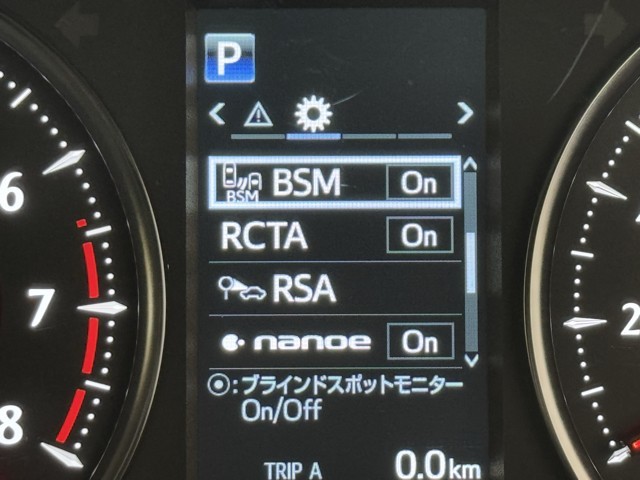 P
BSM
BSM On
RCTA On
RSA
nanoe On
:ブラインドスポットモニター
On/Off
TRIP A 0.0km
6
7
8
2